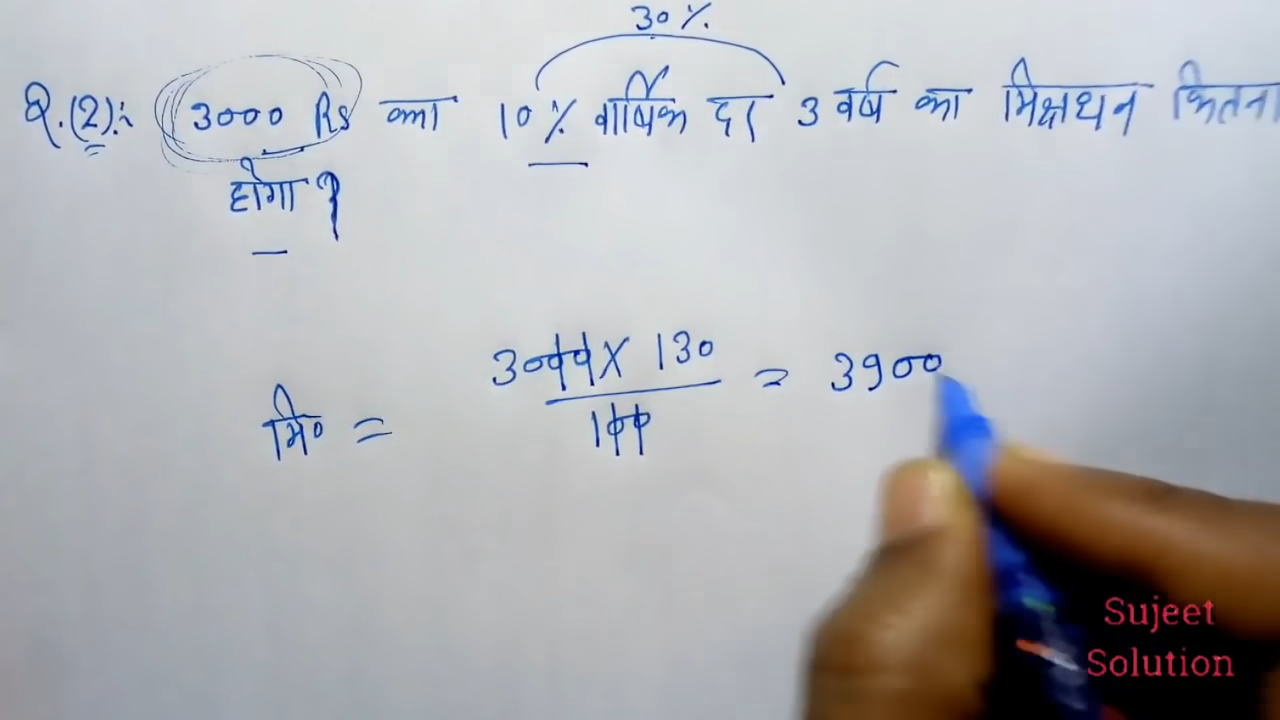 30%
Q.(2):  3000 Rs का 10% वार्षिक दर 3 वर्ष का मिश्रधन कितना
होगा ?
3000 X 130
मि० = = 3900
100
Sujeet
Solution